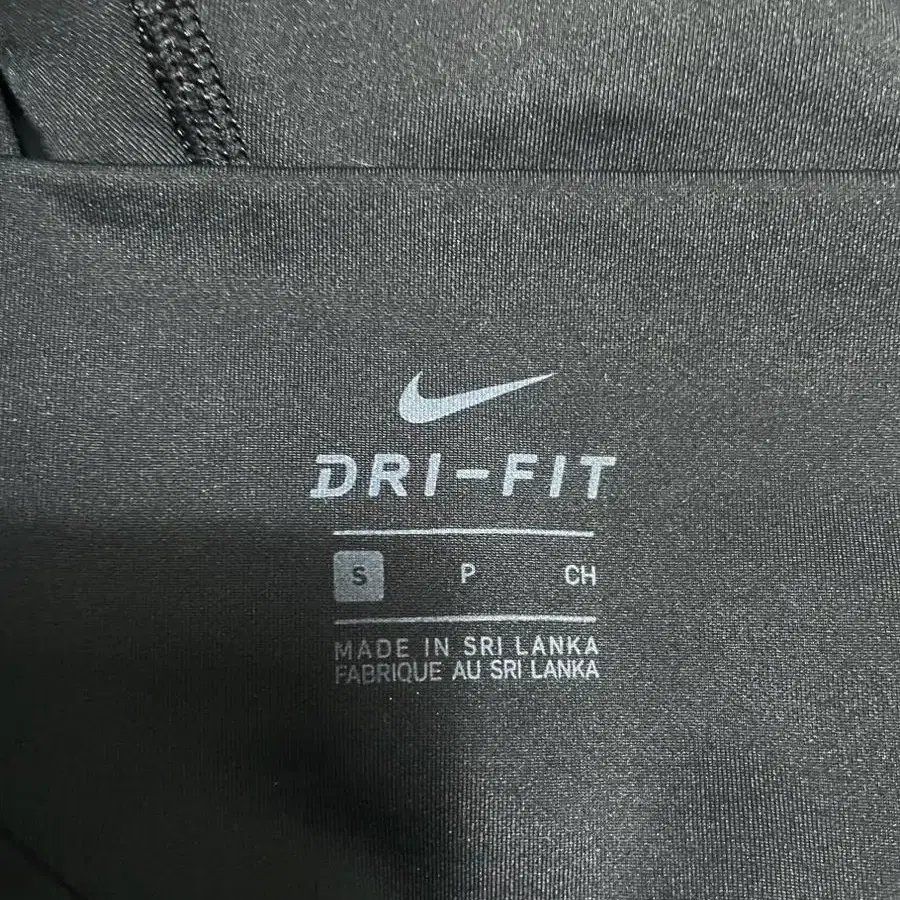 DRI-FIT
S P CH
MADE IN SRI LANKA
FABRIQUE AU SRI LANKA